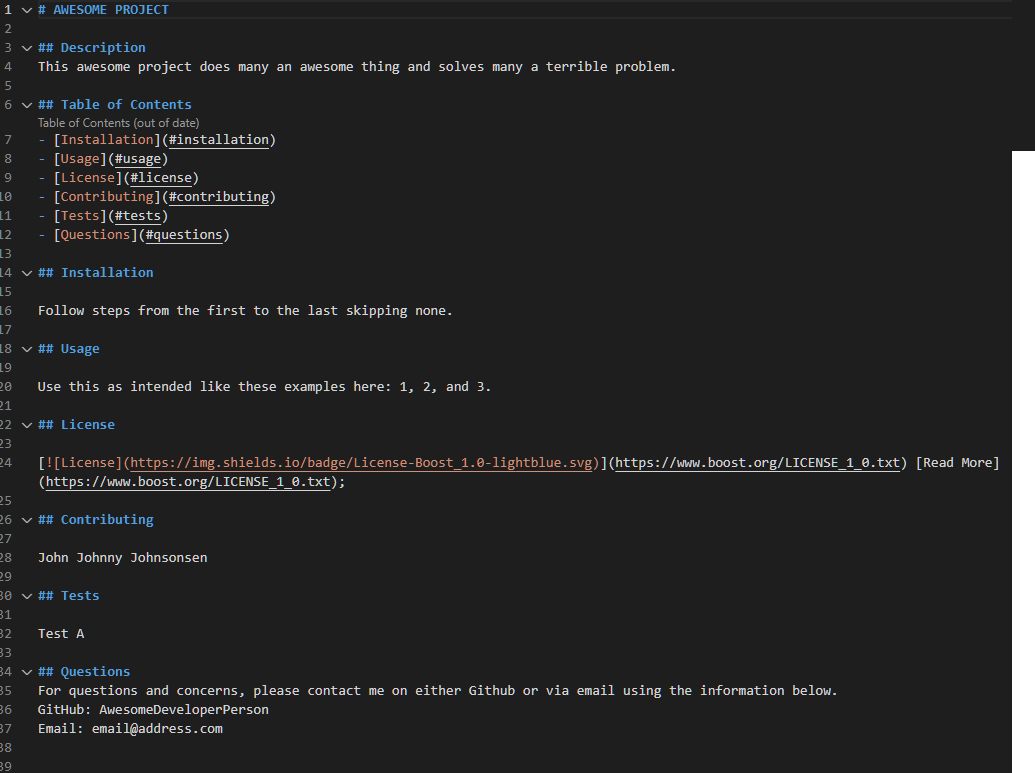 1 # AWESOME PROJECT
2
3 ## Description
4 This awesome project does many an awesome thing and solves many a terrible problem.
5
6 ## Table of Contents
Table of Contents (out of date)
7 - [Installation](#installation)
8 - [Usage](#usage)
9 - [License](#license)
10 - [Contributing](#contributing)
11 - [Tests](#tests)
12 - [Questions](#questions)
13
14 ## Installation
15
16 Follow steps from the first to the last skipping none.
17
18 ## Usage
19
20 Use this as intended like these examples here: 1, 2, and 3.
21
22 ## License
23
24 [![License](https://img.shields.io/badge/License-Boost_1.0-lightblue.svg)](https://www.boost.org/LICENSE_1_0.txt) [Read More]
(https://www.boost.org/LICENSE_1_0.txt);
25
26 ## Contributing
27
28 John Johnny Johnsonsen
29
30 ## Tests
31
32 Test A
33
34 ## Questions
35 For questions and concerns, please contact me on either Github or via email using the information below.
36 GitHub: AwesomeDeveloperPerson
37 Email: email@address.com
38
39